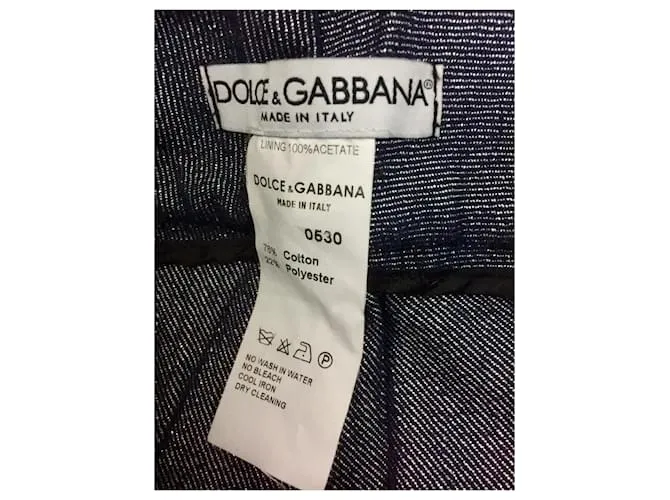 DOLCE & GABBANA®
MADE IN ITALY
LINING 100% ACETATE
DOLCE & GABBANA
MADE IN ITALY
0530
78% Cotton
22% Polyester
P
NO WASH IN WATER
NO BLEACH
COOL IRON
DRY CLEANING